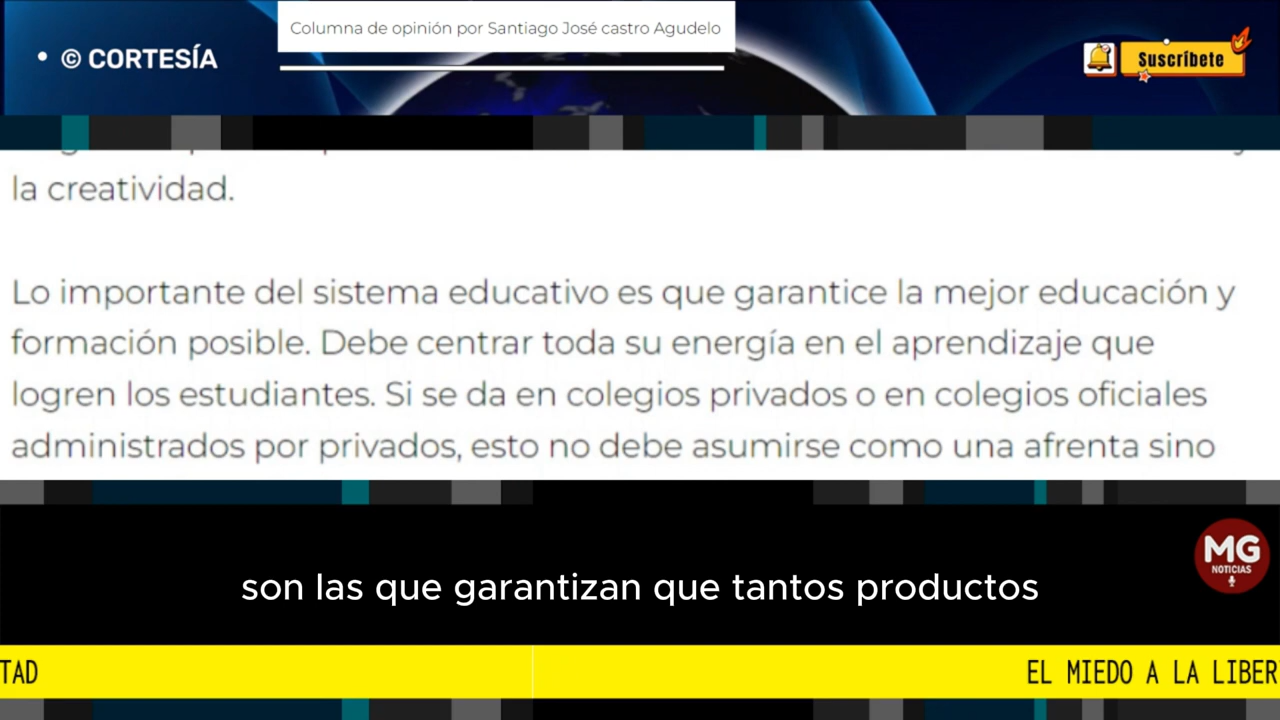 Columna de opinión por Santiago José castro Agudelo
• © CORTESÍA
Suscríbete
la creatividad.
Lo importante del sistema educativo es que garantice la mejor educación y
formación posible. Debe centrar toda su energía en el aprendizaje que
logren los estudiantes. Si se da en colegios privados o en colegios oficiales
administrados por privados, esto no debe asumirse como una afrenta sino
MG
NOTICIAS
son las que garantizan que tantos productos
TAD
EL MIEDO A LA LIBER